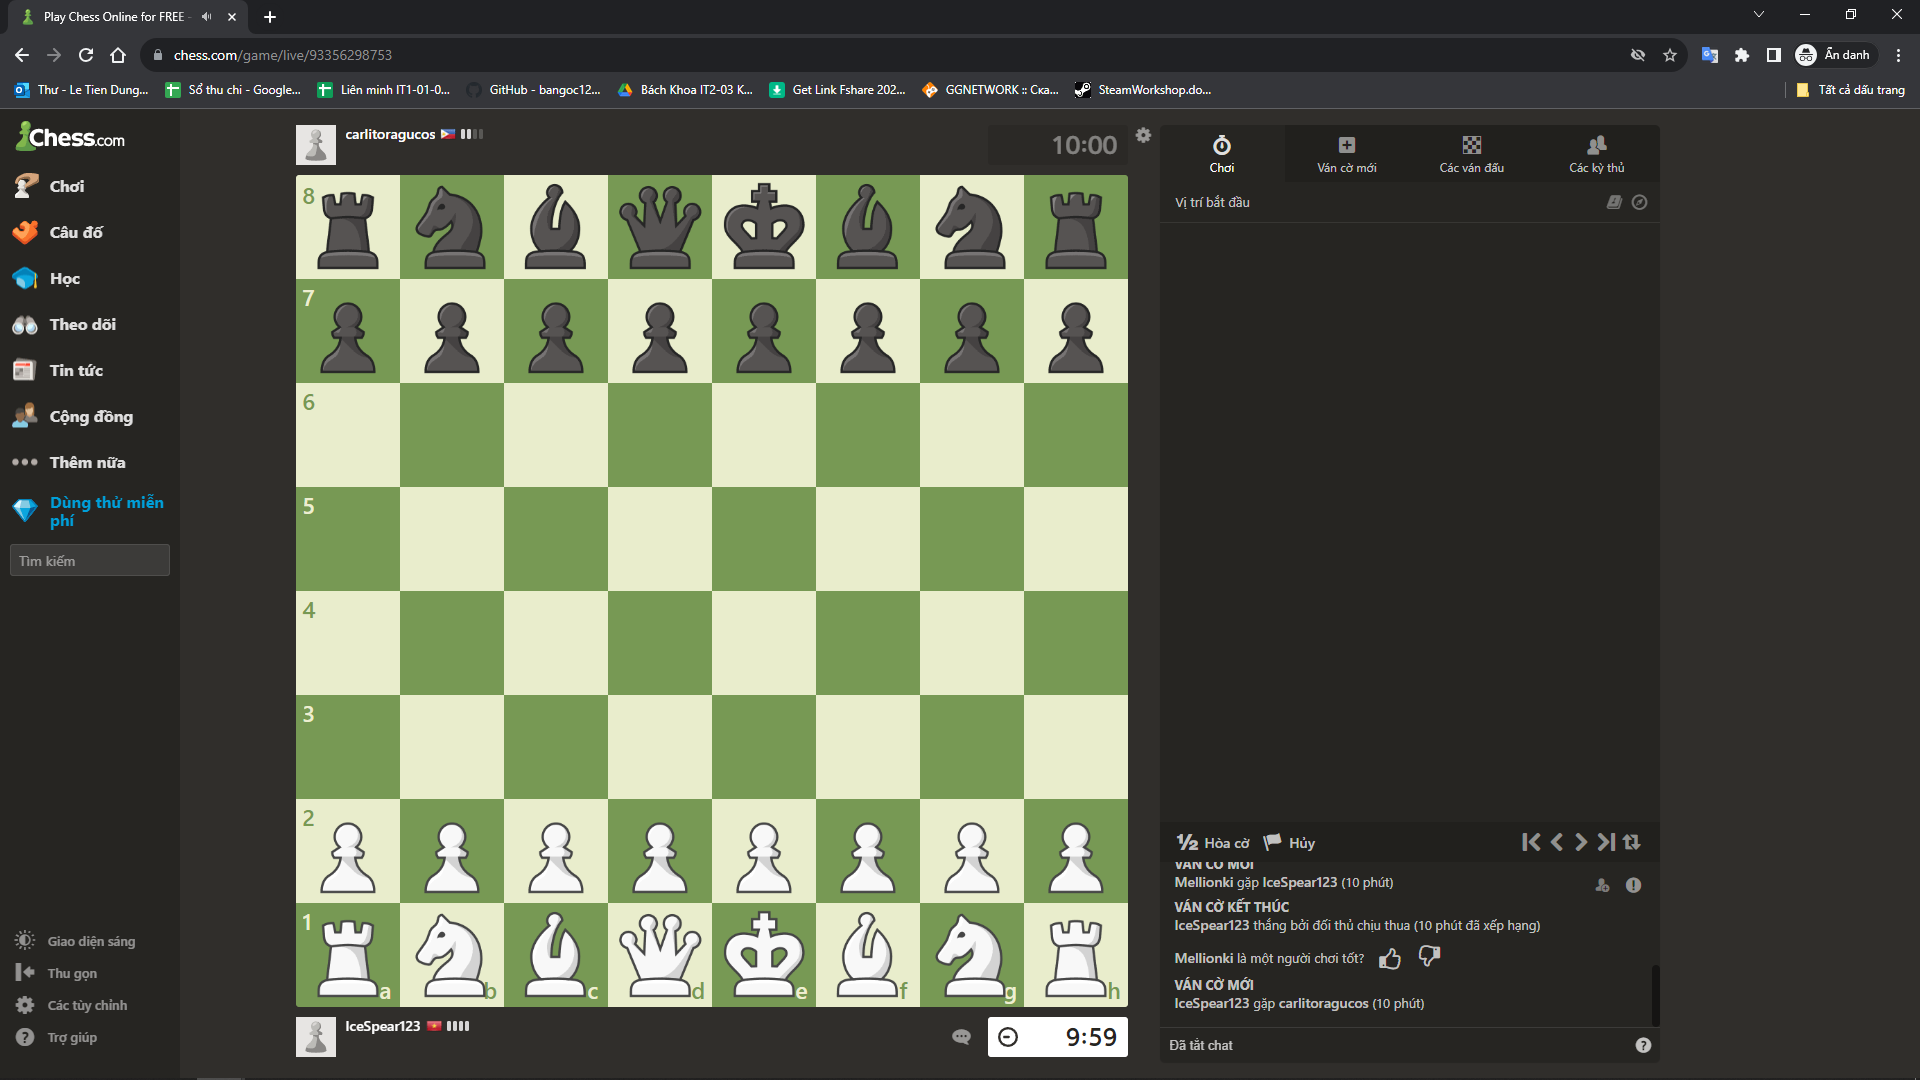 Play Chess Online for FREE -
chess.com/game/live/93356298753
Ẩn danh
Thư - Le Tien Dung...
Sổ thu chi - Google...
Liên minh IT1-01-0...
GitHub - bangoc12...
Bách Khoa IT2-03 K...
Get Link Fshare 202...
GGNETWORK :: Ска...
SteamWorkshop.do...
Tất cả dấu trang
Chess.com
Chơi
Câu đố
Học
Theo dõi
Tin tức
Cộng đồng
Thêm nữa
Dùng thử miễn
phí
Tìm kiếm
Giao diện sáng
Thu gọn
Các tùy chỉnh
Trợ giúp
carlitoragucos
10:00
8
7
6
5
4
3
2
1
a b c d e f g h
IceSpear123
9:59
Chơi
Ván cờ mới
Các ván đấu
Các kỳ thủ
Vị trí bắt đầu
½ Hòa cờ
Hủy
VÁN CỜ MỚI
Mellionki gặp IceSpear123 (10 phút)
VÁN CỜ KẾT THÚC
IceSpear123 thắng bởi đối thủ chịu thua (10 phút đã xếp hạng)
Mellionki là một người chơi tốt?
VÁN CỜ MỚI
IceSpear123 gặp carlitoragucos (10 phút)
Đã tắt chat